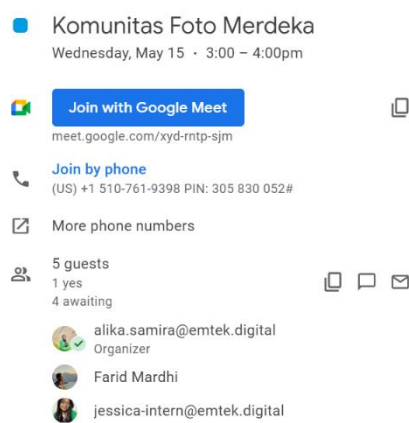 Komunitas Foto Merdeka
Wednesday, May 15 · 3:00 – 4:00pm
Join with Google Meet
meet.google.com/xyd-rntp-sjm
Join by phone
(US) +1 510-761-9398 PIN: 305 830 052#
More phone numbers
5 guests
1 yes
4 awaiting
alika.samira@emtek.digital
Organizer
Farid Mardhi
jessica-intern@emtek.digital